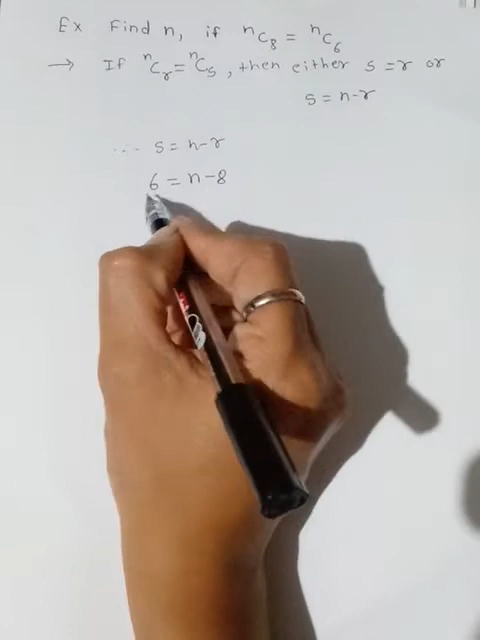 Ex Find n, if ⁿC₈ = ⁿC₆
→ If ⁿCᵣ = ⁿCₛ, then either s = r or
s = n-r
... s = n-r
6 = n-8